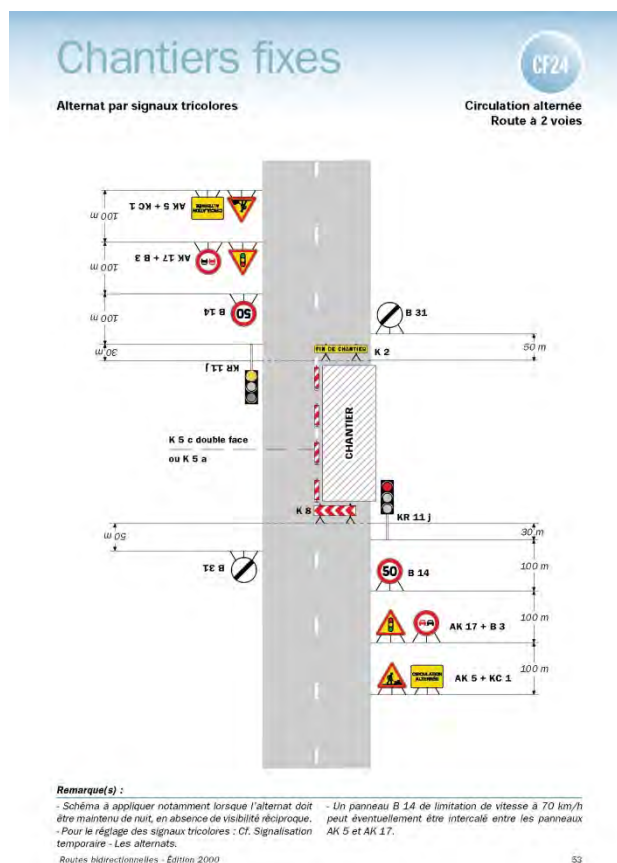 Chantiers fixes
CF24
Alternat par signaux tricolores
Circulation alternée
Route à 2 voies
100 m
CIRCULATION
ALTERNÉE
AK 5 + KC 1
100 m
AK 17 + B 3
100 m
50
B 14
30 m
KR 11 j
B 31
50 m
FIN DE CHANTIER
K 2
CHANTIER
K 5 c double face
ou K 5 a
K 8
KR 11 j
50 m
30 m
B 31
50
B 14
100 m
AK 17 + B 3
100 m
CIRCULATION
ALTERNÉE
AK 5 + KC 1
100 m
Remarque(s) :
- Schéma à appliquer notamment lorsque l'alternat doit
être maintenu de nuit, en absence de visibilité réciproque.
- Pour le réglage des signaux tricolores : Cf. Signalisation
temporaire - Les alternats.
- Un panneau B 14 de limitation de vitesse à 70 km/h
peut éventuellement être intercalé entre les panneaux
AK 5 et AK 17.
Routes bidirectionnelles - Édition 2000
53